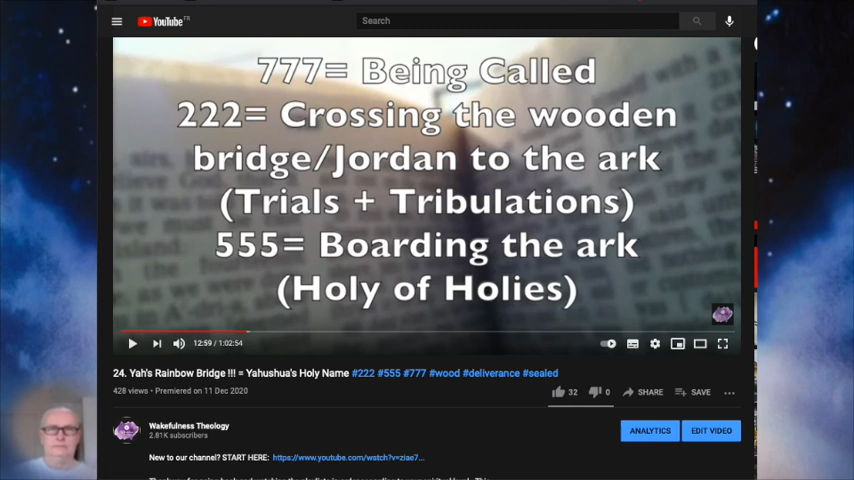 YouTube FR
Search
777= Being Called
222= Crossing the wooden
bridge/Jordan to the ark
(Trials + Tribulations)
555= Boarding the ark
(Holy of Holies)
12:59 / 1:02:54
24. Yah's Rainbow Bridge !!! = Yahushua's Holy Name #222 #555 #777 #wood #deliverance #sealed
428 views • Premiered on 11 Dec 2020
32
0
SHARE
SAVE
Wakefulness Theology
2.81K subscribers
ANALYTICS
EDIT VIDEO
New to our channel? START HERE: https://www.youtube.com/watch?v=ziae7...